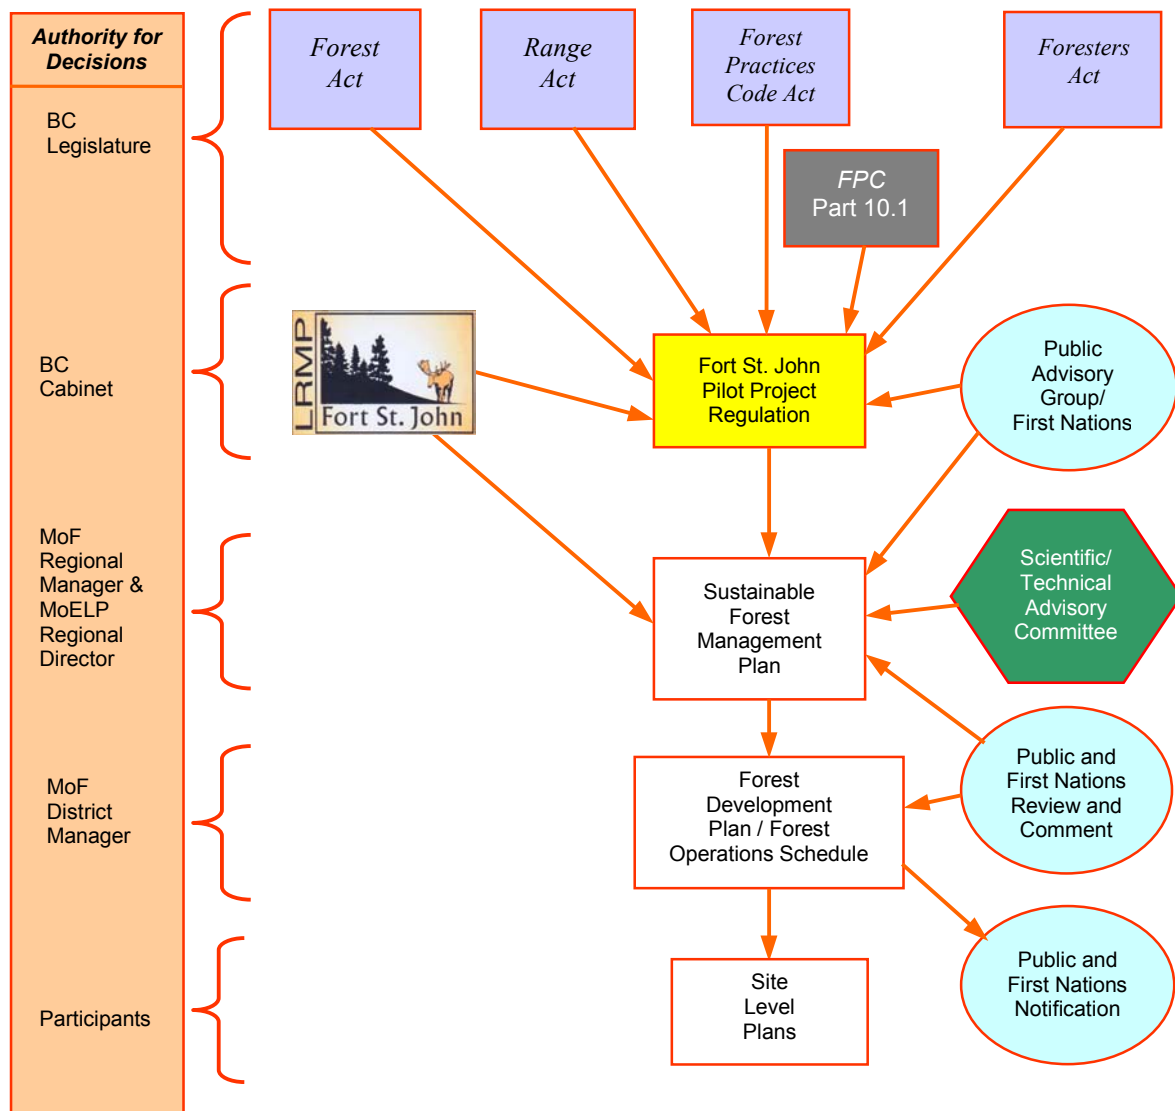 Authority for
Decisions
BC
Legislature
BC
Cabinet
MoF
Regional
Manager &
MoELP
Regional
Director
MoF
District
Manager
Participants
Forest
Act
Range
Act
Forest
Practices
Code Act
Foresters
Act
FPC
Part 10.1
LRMP
Fort St. John
Fort St. John
Pilot Project
Regulation
Public
Advisory
Group/
First Nations
Sustainable
Forest
Management
Plan
Scientific/
Technical
Advisory
Committee
Forest
Development
Plan / Forest
Operations Schedule
Public and
First Nations
Review and
Comment
Site
Level
Plans
Public and
First Nations
Notification